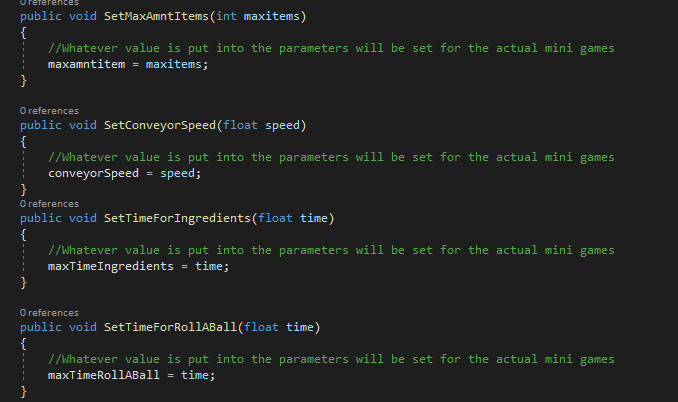 0 references
public void SetMaxAmntItems(int maxitems)
{
//Whatever value is put into the parameters will be set for the actual mini games
maxamntitem = maxitems;
}
0 references
public void SetConveyorSpeed(float speed)
{
//Whatever value is put into the parameters will be set for the actual mini games
conveyorSpeed = speed;
}
0 references
public void SetTimeForIngredients(float time)
{
//Whatever value is put into the parameters will be set for the actual mini games
maxTimeIngredients = time;
}
0 references
public void SetTimeForRollABall(float time)
{
//Whatever value is put into the parameters will be set for the actual mini games
maxTimeRollABall = time;
}